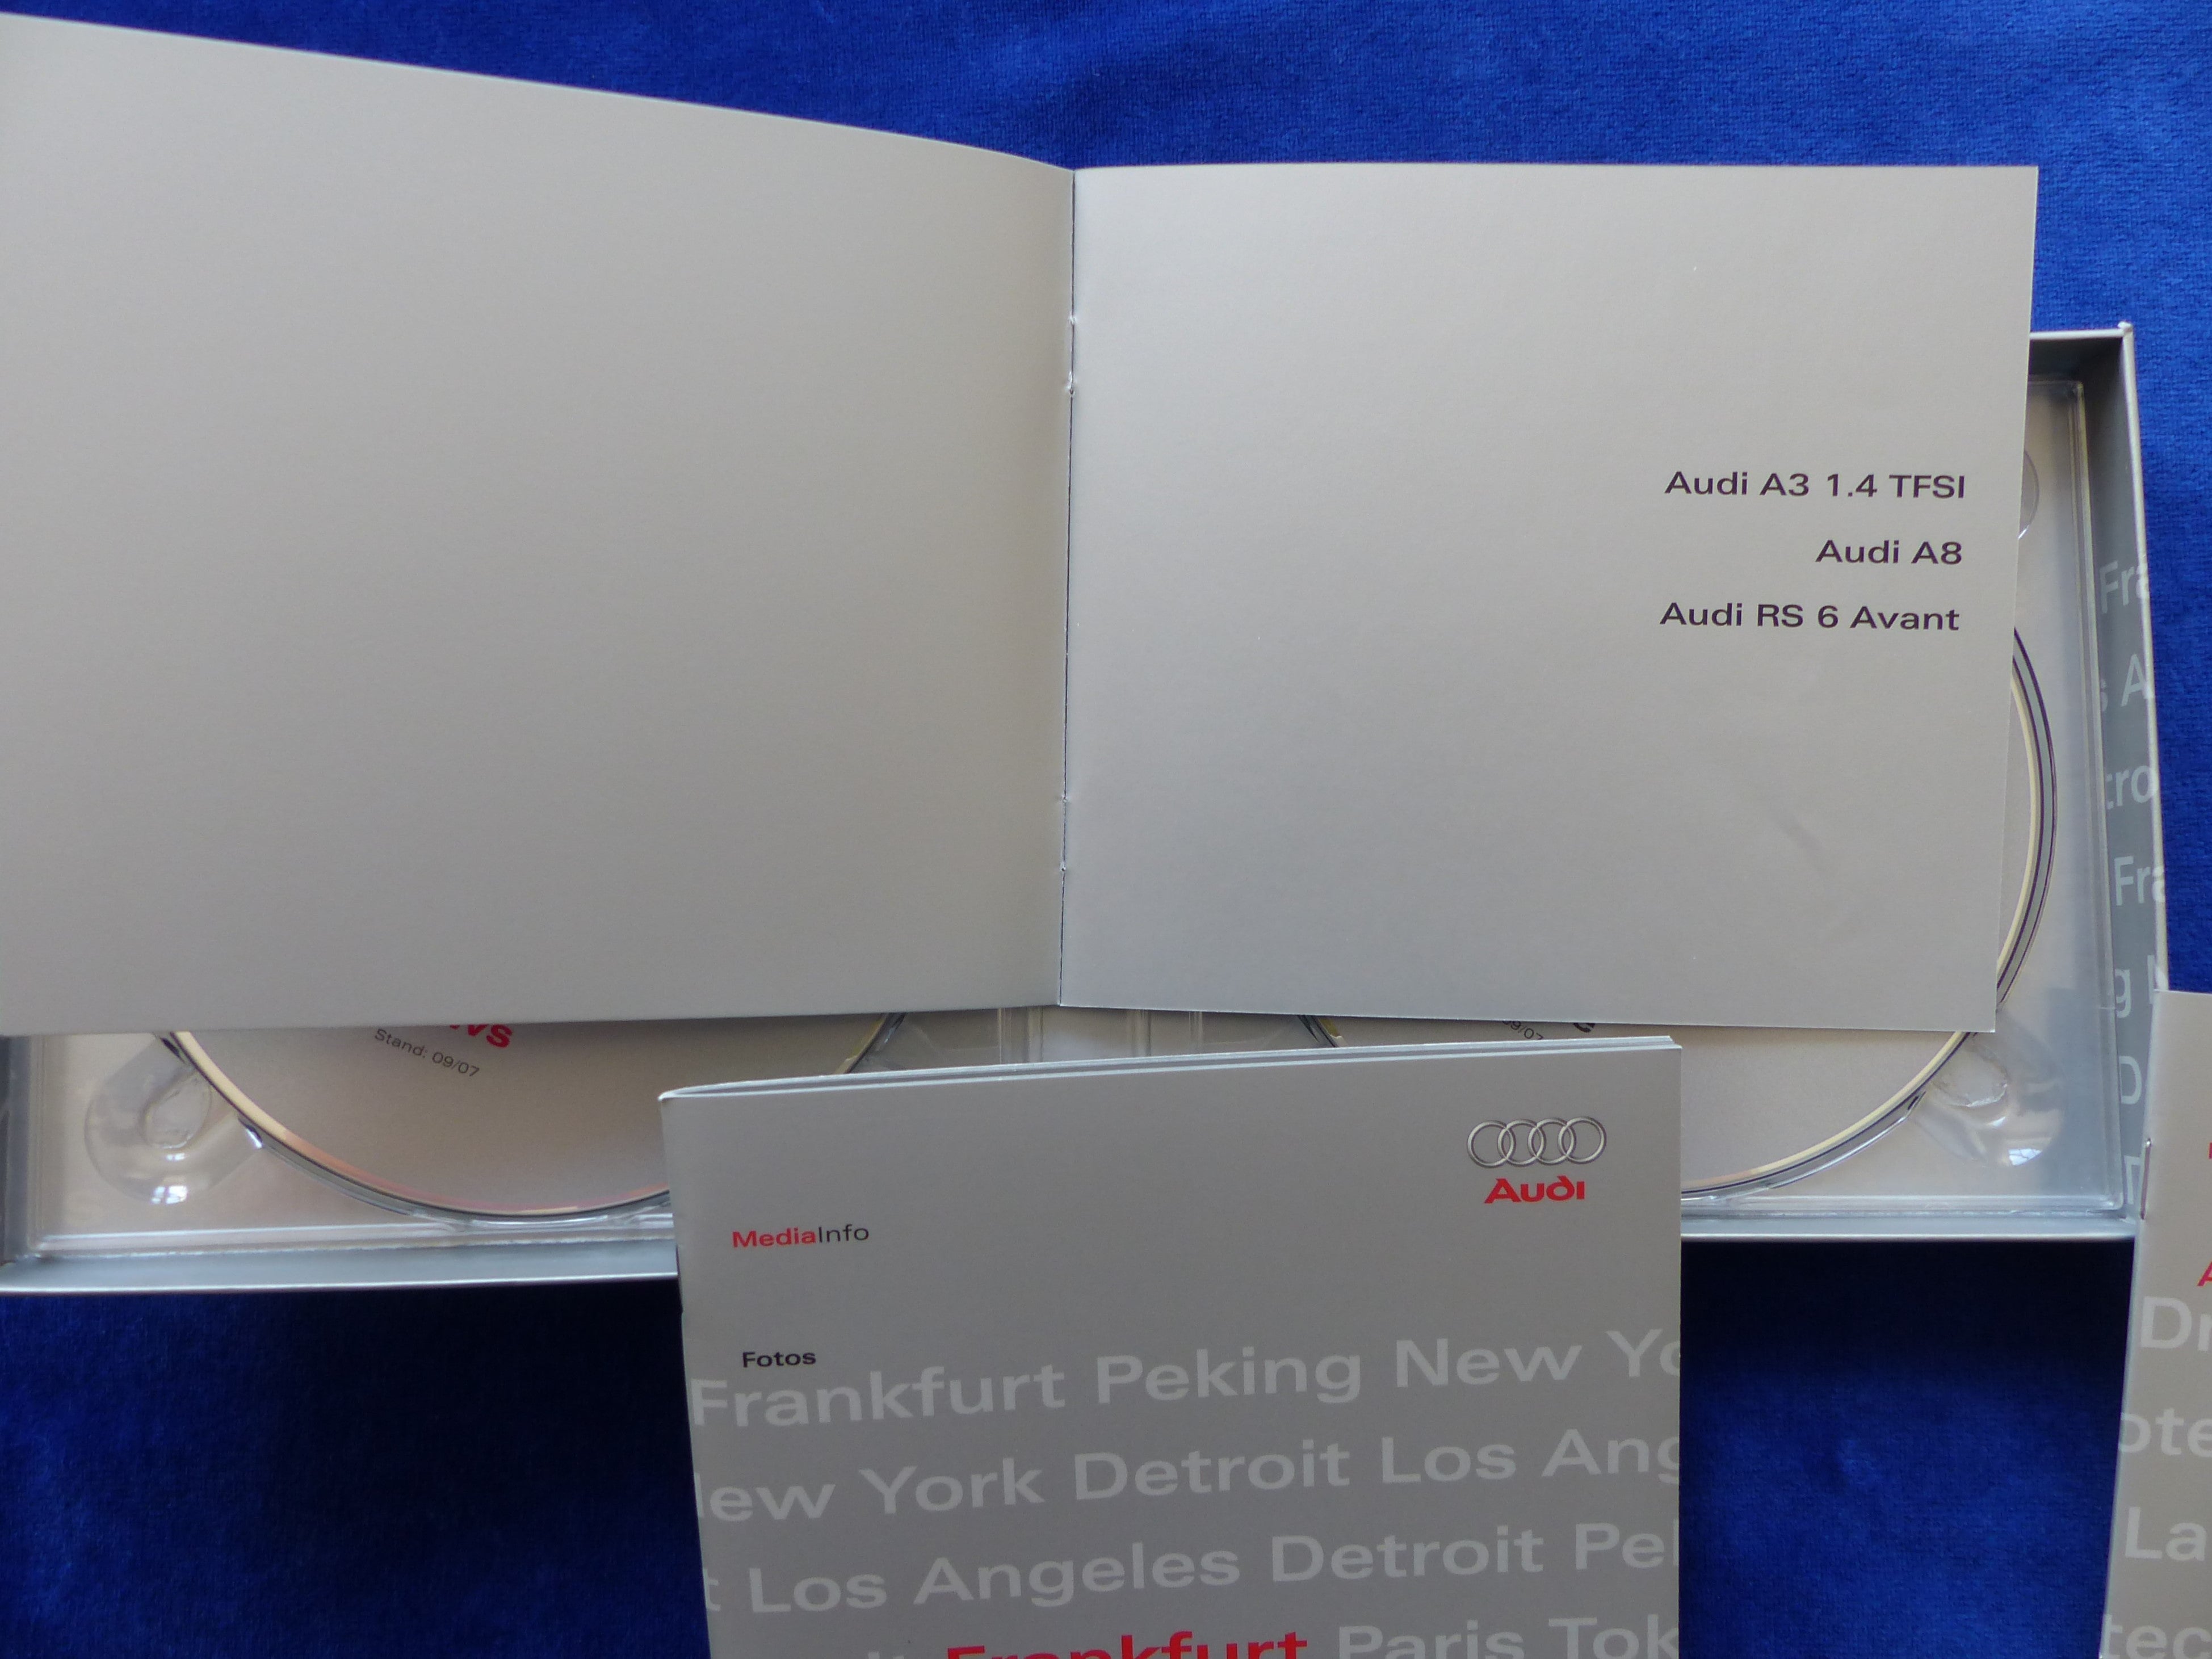 Audi A3 1.4 TFSI
Audi A8
Audi RS 6 Avant
Stand: 09/07
Audi
MediaInfo
Fotos
Frankfurt Peking New
York Detroit Los
Los Angeles Detroit
Frankfurt Paris